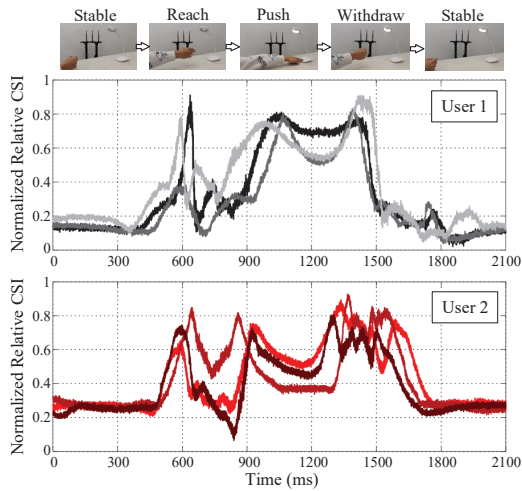 Stable Reach Push Withdraw Stable
Normalized Relative CSI
1
0.8
0.6
0.4
0.2
0
User 1
0 300 600 900 1200 1500 1800 2100
Normalized Relative CSI
1
0.8
0.6
0.4
0.2
0
User 2
0 300 600 900 1200 1500 1800 2100
Time (ms)